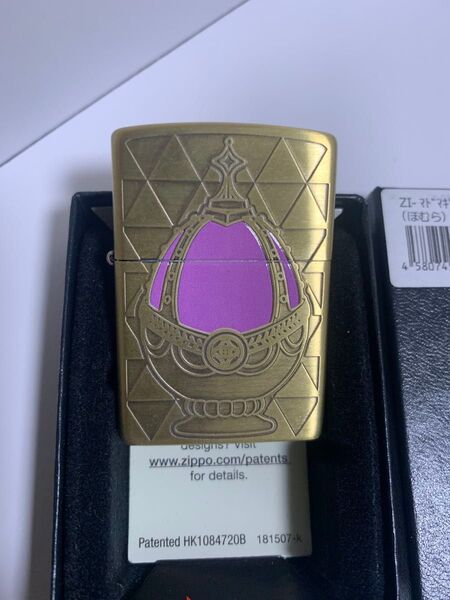 ZI-マドマギ
(ほむら)
4 58074
designs? Visit
www.zippo.com/patents
for details.
Patented HK1084720B 181507-k